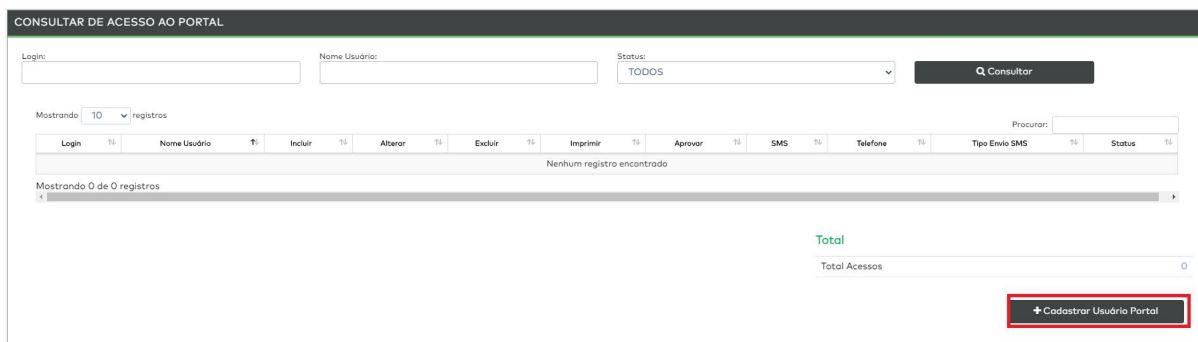 CONSULTAR DE ACESSO AO PORTAL
Login: Nome Usuário: Status:
TODOS Consultar
Mostrando 10 registros
Procurar:
Login Nome Usuário Incluir Alterar Excluir Imprimir Aprovar SMS Telefone Tipo Envio SMS Status
Nenhum registro encontrado
Mostrando 0 de 0 registros
Total
Total Acessos 0
+ Cadastrar Usuário Portal